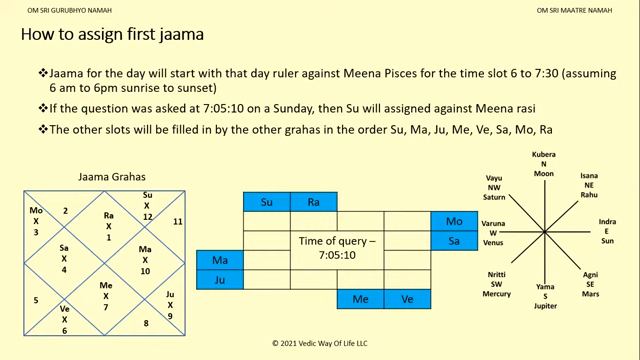 OM SRI GURUBHYO NAMAH
OM SRI MAATRE NAMAH
How to assign first jaama
❖Jaama for the day will start with that day ruler against Meena Pisces for the time slot 6 to 7:30 (assuming
6 am to 6pm sunrise to sunset)
❖If the question was asked at 7:05:10 on a Sunday, then Su will assigned against Meena rasi
❖The other slots will be filled in by the other grahas in the order Su, Ma, Ju, Me, Ve, Sa, Mo, Ra
Jaama Grahas
Mo
X
3
2
Ra
X
1
Su
X
12
11
Sa
X
4
Ma
X
10
5
Ve
X
6
Me
X
7
8
Ju
X
9
Su
Ra
Mo
Sa
Ma
Ju
Me
Ve
Time of query –
7:05:10
Kubera
N
Moon
Isana
NE
Rahu
Indra
E
Sun
Agni
SE
Mars
Yama
S
Jupiter
Nritti
SW
Mercury
Varuna
W
Venus
Vayu
NW
Saturn
© 2021 Vedic Way Of Life LLC